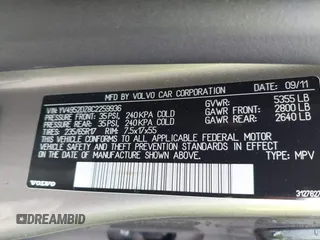 MFD. BY VOLVO CAR CORPORATION
DATE: 09/11
VIN: YV4952DZ8C2259936
PRESSURE FRONT: 35 PSI, 240 KPA COLD
PRESSURE REAR: 35 PSI, 240 KPA COLD
TIRES: 235/65R17 RIM: 7.5x17x55
GVWR: 5355 LB
GAWR FRONT: 2800 LB
GAWR REAR: 2640 LB
THIS VEHICLE CONFORMS TO ALL APPLICABLE FEDERAL MOTOR
VEHICLE SAFETY AND THEFT PREVENTION STANDARDS IN
EFFECT ON THE DATE OF MANUFACTURE SHOWN ABOVE.
TYPE: MPV
VOLVO
DREAMBID